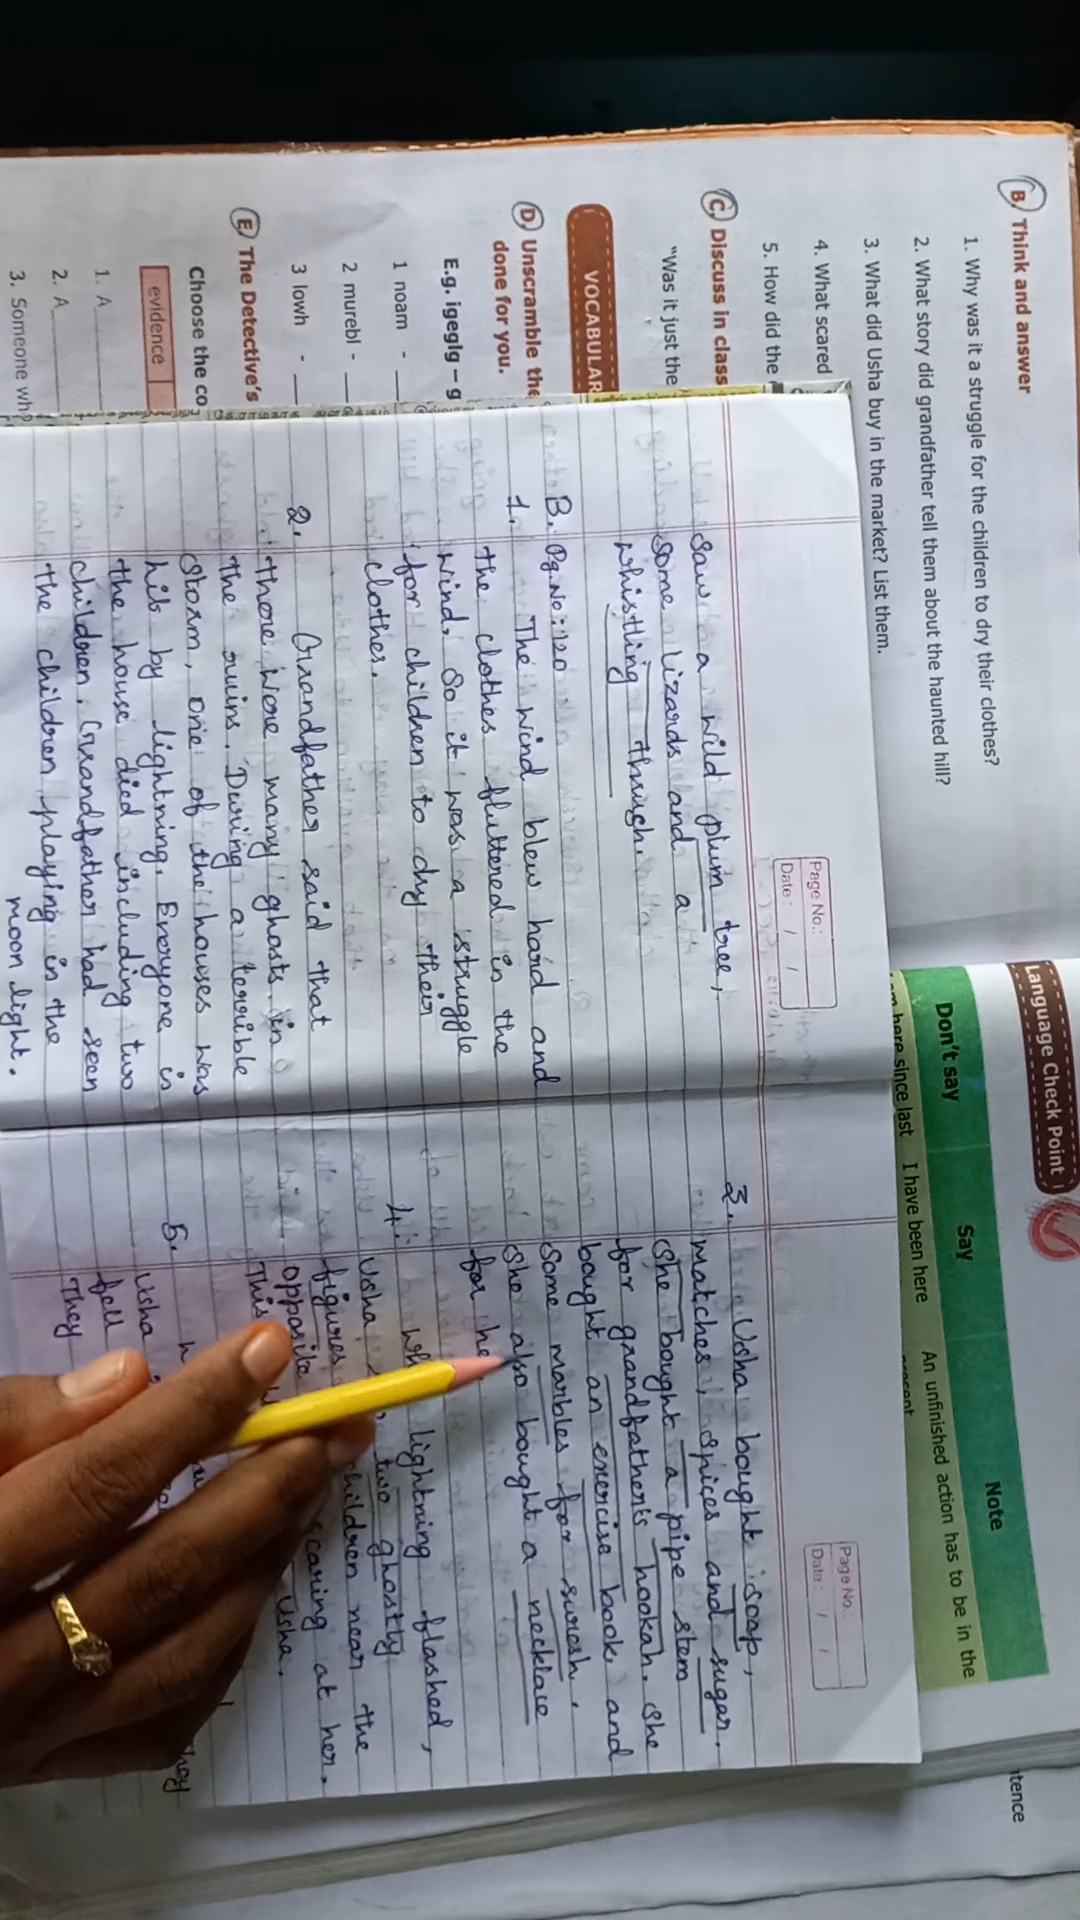 B. Think and answer
1. Why was it a struggle for the children to dry their clothes?
2. What story did grandfather tell them about the haunted hill?
3. What did Usha buy in the market? List them.
4. What scared
5. How did the
C. Discuss in class
"Was it just the
VOCABULAR
D. Unscramble the
done for you.
E.g. igeglg – g
1 noam -
2 murebl -
3 lowh -
E. The Detective's
Choose the co
evidence
1. A
2. A
3. Someone wh
Language Check Point
Don't say
Say
Note
here since last
I have been here
An unfinished action has to be in the
present
tence
Page No.:
Date: / /
saw a wild plum tree,
some lizards and a
whistling thrush.
B. Pg.No:120
1. The wind blew hard and
the clothes fluttered in the
wind. So it was a struggle
for children to dry their
clothes.
2. Grandfather said that
there were many ghosts in
the ruins. During a terrible
storm, one of the houses was
hit by lightning. Everyone in
the house died including two
children. Grandfather had seen
the children playing in the
moon light.
Page No.:
Date: / /
3. Usha bought soap,
matches, spices and sugar.
She bought a pipe stem
for grandfather's hookah. She
bought an exercise book and
some marbles for suresh.
She also bought a necklace
for he
4. lightning flashed,
Usha two ghostly
figures children near the
opposite at her.
This Usha.
5.
Usha
fell
They
they